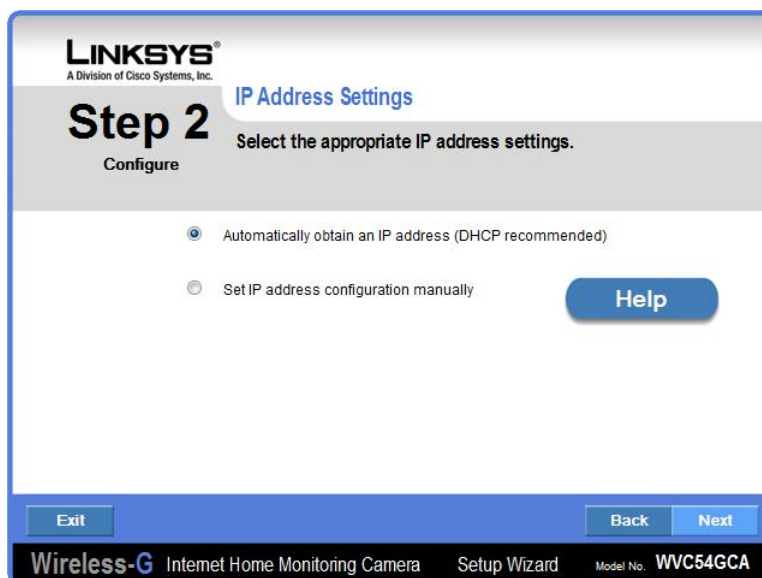 LINKSYS®
A Division of Cisco Systems, Inc.
IP Address Settings
Step 2
Configure
Select the appropriate IP address settings.
Automatically obtain an IP address (DHCP recommended)
Set IP address configuration manually
Help
Exit
Back
Next
Wireless-G Internet Home Monitoring Camera Setup Wizard Model No. WVC54GCA